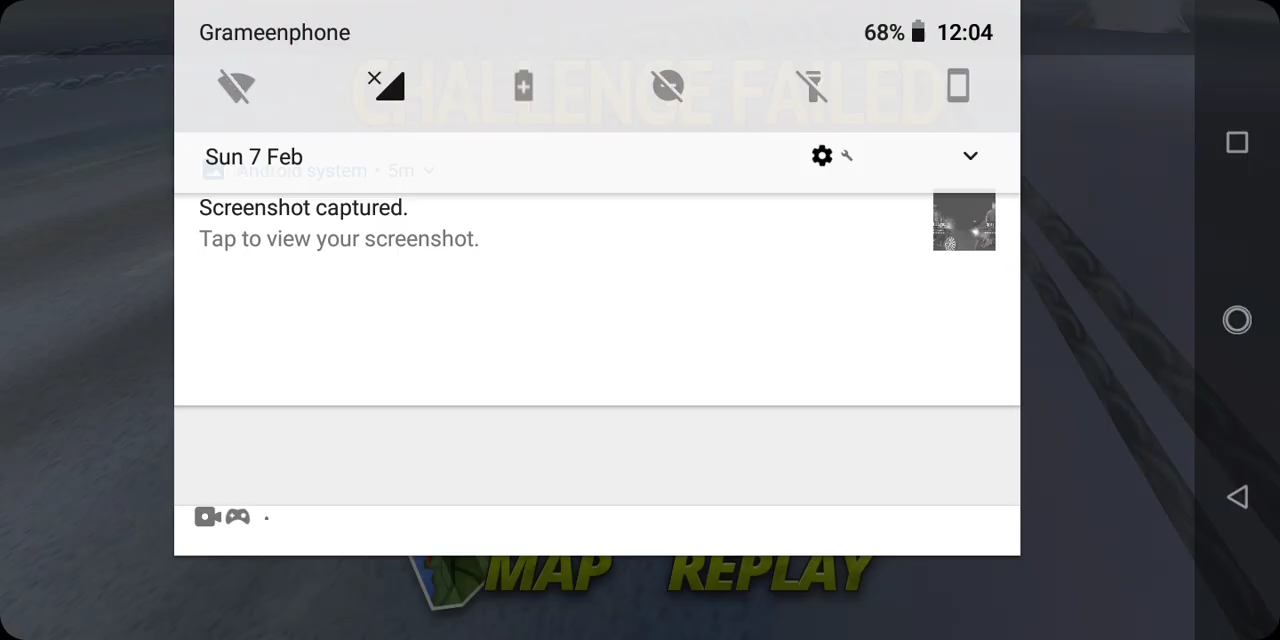 Grameenphone
68% 12:04
CHALLENGE FAILED
Sun 7 Feb
Android system • 5m
Screenshot captured.
Tap to view your screenshot.
MAP REPLAY